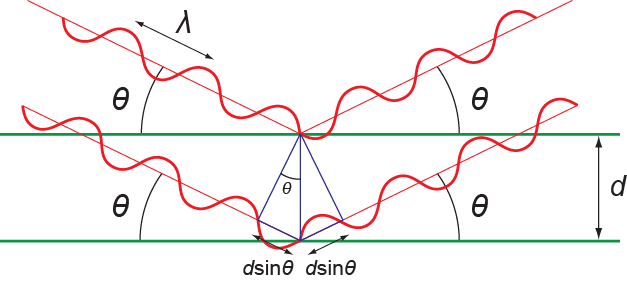 λ
θ θ
θ
θ θ
d
dsinθ dsinθ